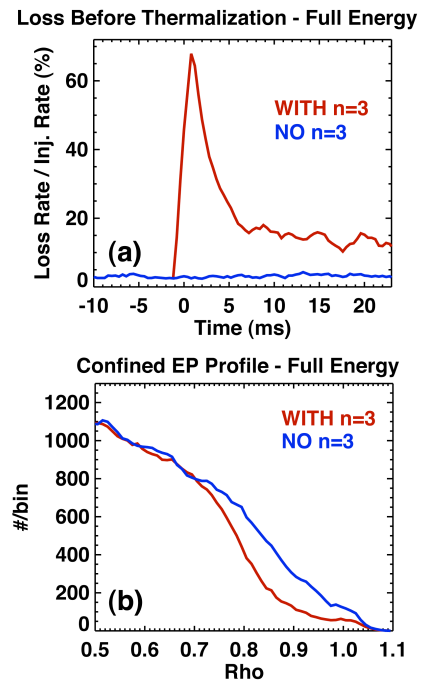 Loss Before Thermalization - Full Energy
Loss Rate / Inj. Rate (%)
60
40
20
0
WITH n=3
NO n=3
(a)
-10 -5 0 5 10 15 20
Time (ms)
Confined EP Profile - Full Energy
#/bin
1200
1000
800
600
400
200
0
WITH n=3
NO n=3
(b)
0.5 0.6 0.7 0.8 0.9 1.0 1.1
Rho